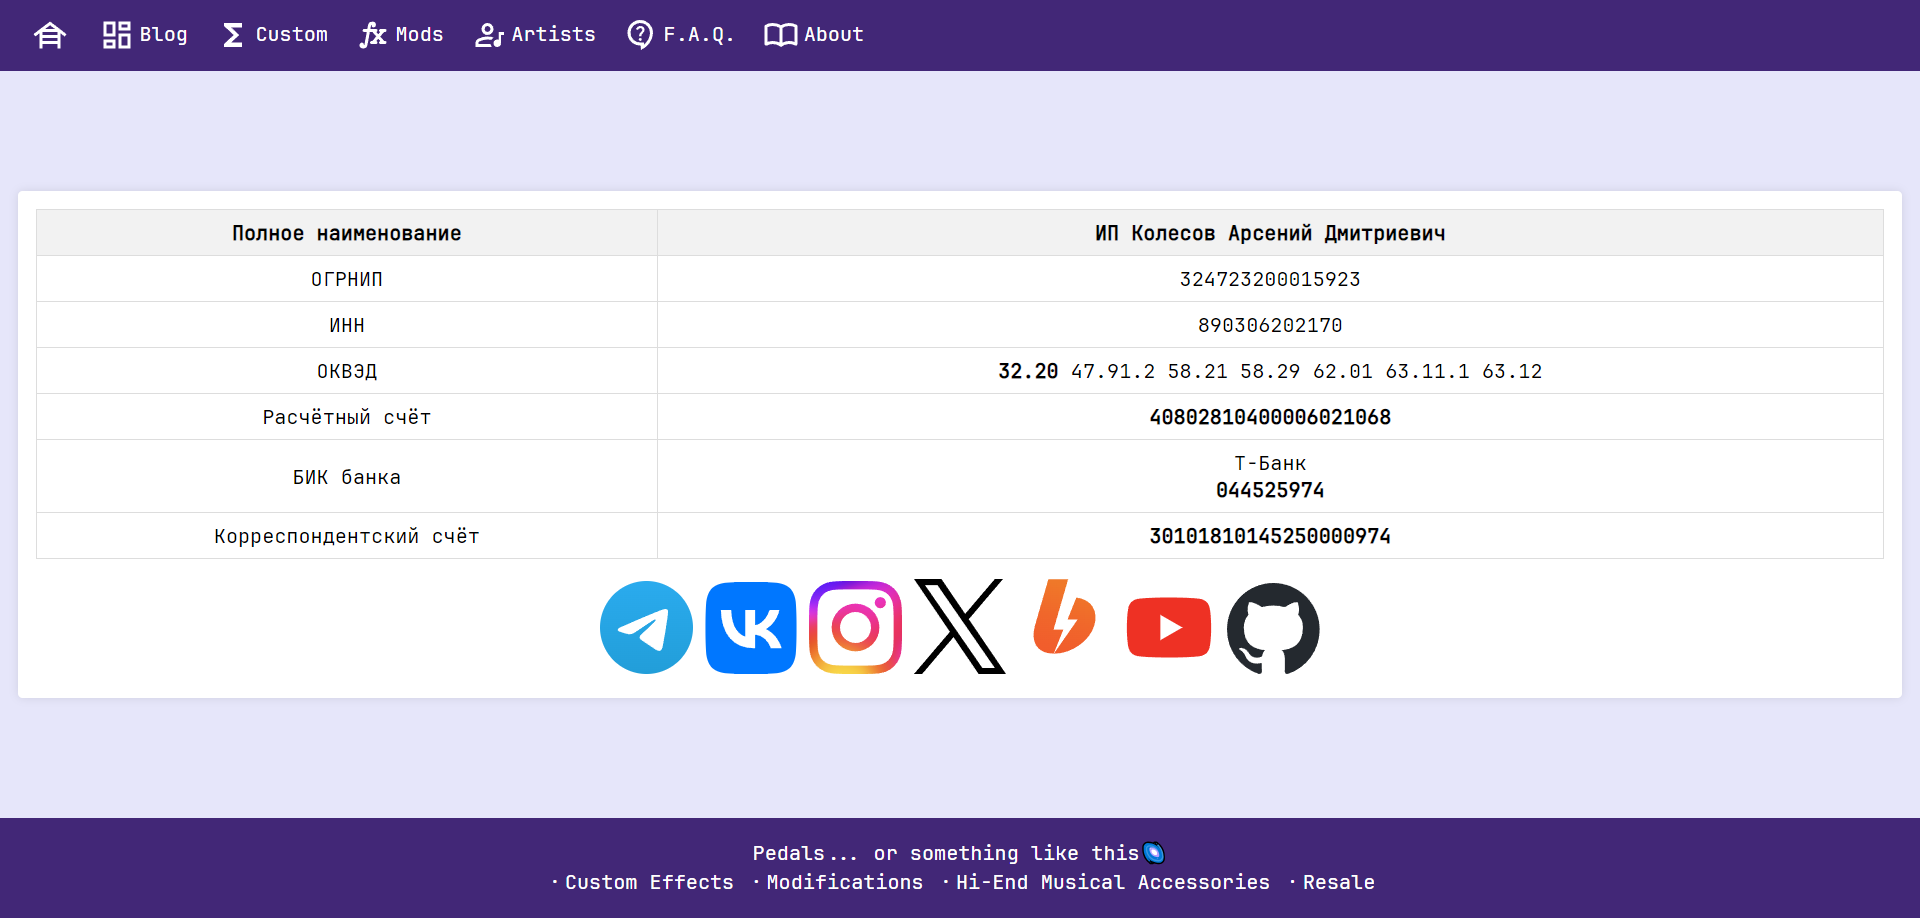 Blog Custom Mods Artists F.A.Q. About
Полное наименование ИП Колесов Арсений Дмитриевич
ОГРНИП 324723200015923
ИНН 890306202170
ОКВЭД 32.20 47.91.2 58.21 58.29 62.01 63.11.1 63.12
Расчётный счёт 40802810400006021068
БИК банка Т-Банк
044525974
Корреспондентский счёт 30101810145250000974
Pedals... or something like this
·Custom Effects ·Modifications ·Hi-End Musical Accessories ·Resale